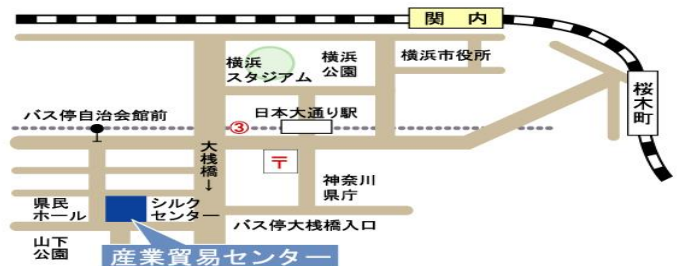 関内
横浜
スタジアム
横浜
公園
横浜市役所
桜木町
バス停自治会館前
③
日本大通り駅
大桟橋↓
〒
神奈川
県庁
県民
ホール
シルク
センター
バス停大桟橋入口
山下
公園
産業貿易センター